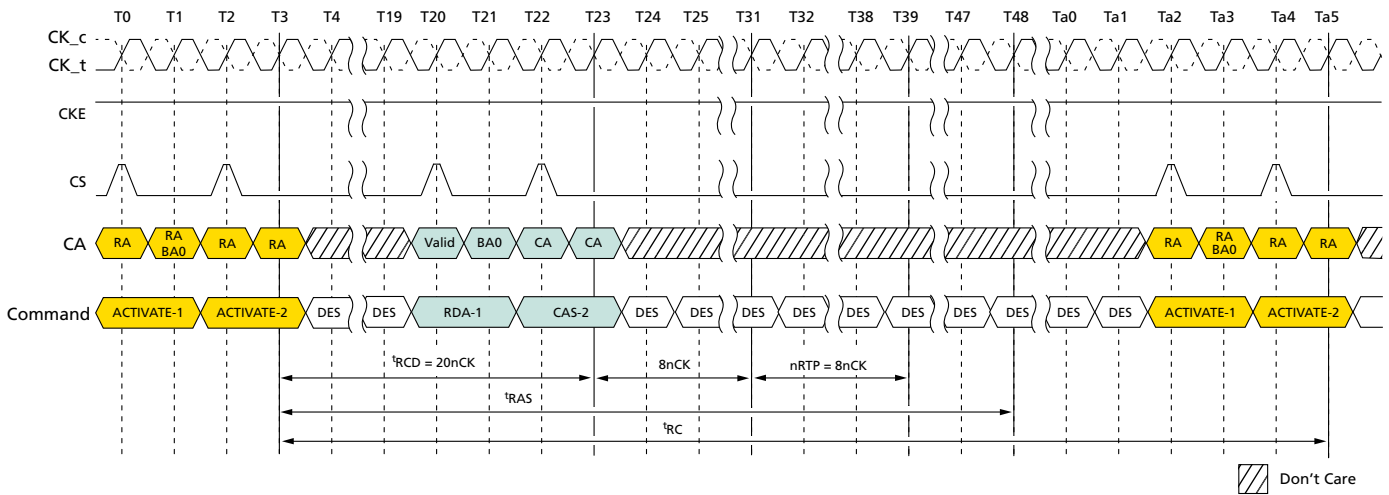 T0 T1 T2 T3 T4 T19 T20 T21 T22 T23 T24 T25 T31 T32 T38 T39 T47 T48 Ta0 Ta1 Ta2 Ta3 Ta4 Ta5
CK_c
CK_t
CKE
CS
CA RA RA BA0 RA RA Valid BA0 CA CA RA RA BA0 RA RA
Command ACTIVATE-1 ACTIVATE-2 DES DES RDA-1 CAS-2 DES DES DES DES DES DES DES DES DES DES ACTIVATE-1 ACTIVATE-2
tRCD = 20nCK 8nCK nRTP = 8nCK
tRAS
tRC
Don't Care